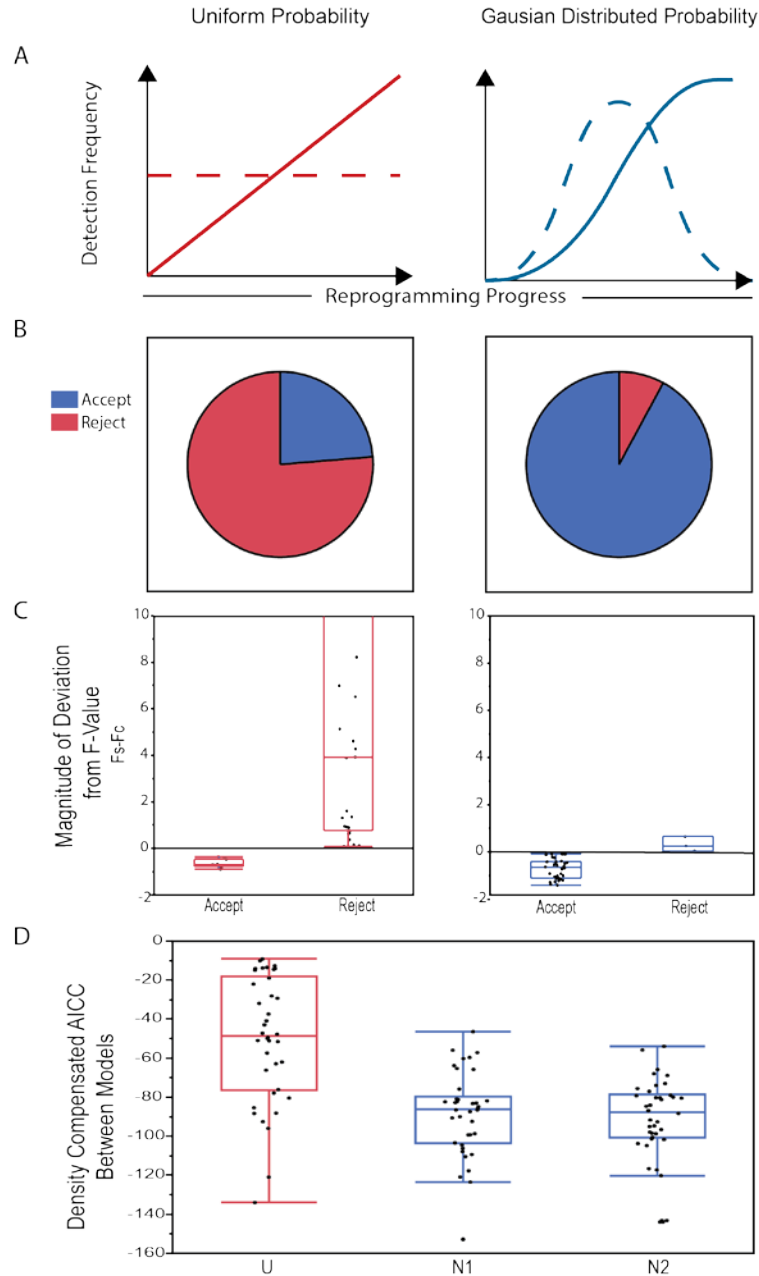 Uniform Probability
Gausian Distributed Probability
A
Detection Frequency
Reprogramming Progress
B
Accept
Reject
C
Magnitude of Deviation
from F-Value
Fs-Fc
10
8
6
4
2
0
-2
Accept
Reject
10
8
6
4
2
0
-2
Accept
Reject
D
Density Compensated AICC
Between Models
0
-20
-40
-60
-80
-100
-120
-140
-160
U
N1
N2